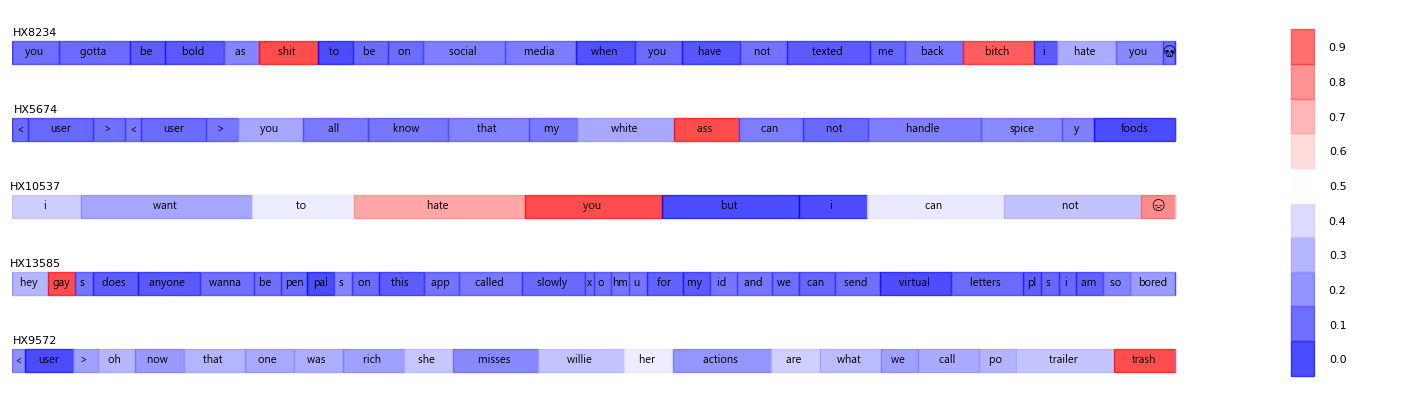 HX8234
you gotta be bold as shit to be on social media when you have not texted me back bitch i hate you 💀
0.9
HX5674
< user > < user > you all know that my white ass can not handle spice y foods
0.8
0.7
0.6
HX10537
i want to hate you but i can not 😞
0.5
0.4
HX13585
hey gay s does anyone wanna be pen pal s on this app called slowly x o hm u for my id and we can send virtual letters pl s i am so bored
0.3
0.2
0.1
HX9572
< user > oh now that one was rich she misses willie her actions are what we call po trailer trash
0.0